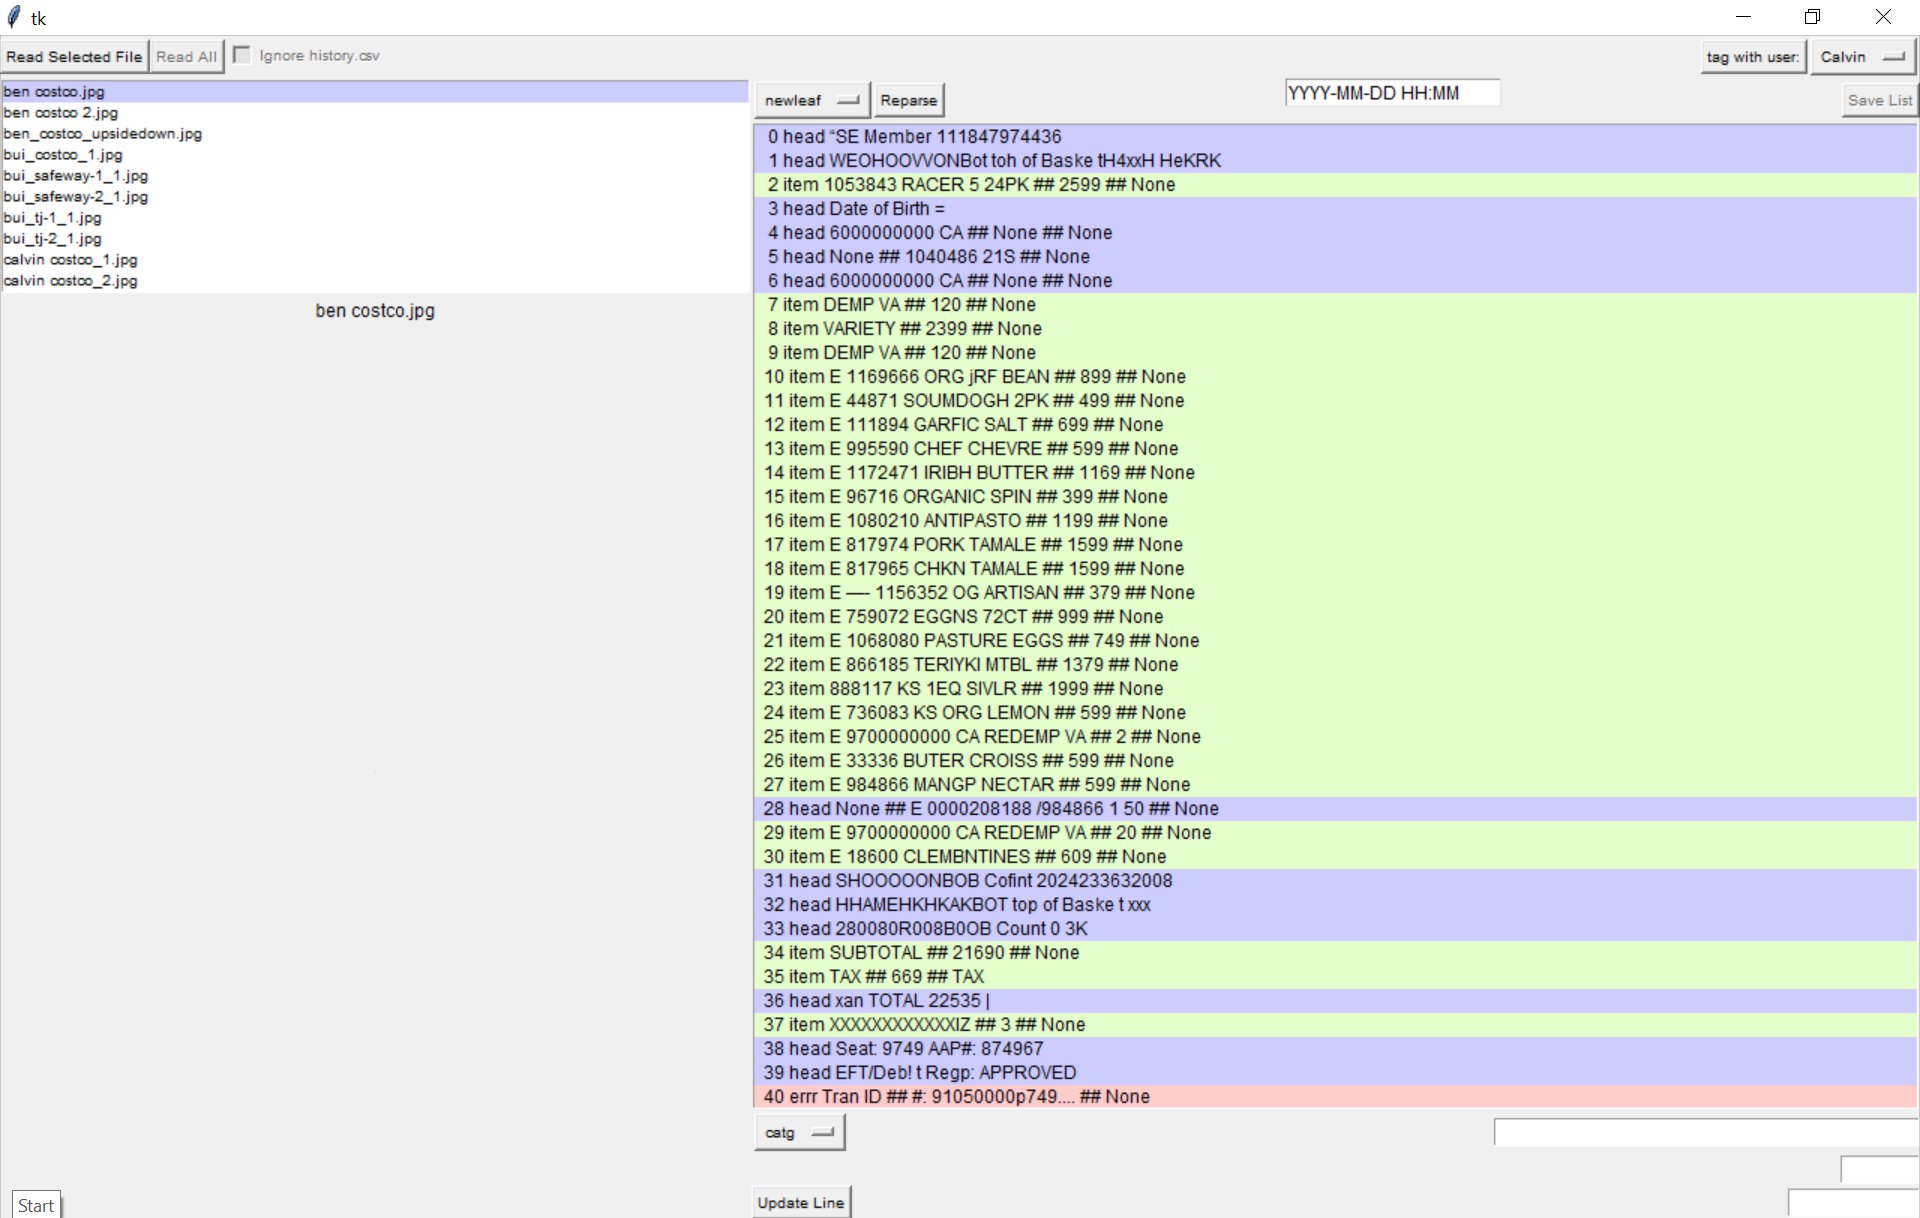 tk
Read Selected File Read All Ignore history.csv tag with user: Calvin
ben costco.jpg
ben costco 2.jpg
ben_costco_upsidedown.jpg
bui_costco_1.jpg
bui_safeway-1_1.jpg
bui_safeway-2_1.jpg
bui_tj-1_1.jpg
bui_tj-2_1.jpg
calvin costco_1.jpg
calvin costco_2.jpg
ben costco.jpg
newleaf Reparse YYYY-MM-DD HH:MM Save List
0 head “SE Member 111847974436
1 head WEOHOOVVONBot toh of Baske tH4xxH HeKRK
2 item 1053843 RACER 5 24PK ## 2599 ## None
3 head Date of Birth =
4 head 6000000000 CA ## None ## None
5 head None ## 1040486 21S ## None
6 head 6000000000 CA ## None ## None
7 item DEMP VA ## 120 ## None
8 item VARIETY ## 2399 ## None
9 item DEMP VA ## 120 ## None
10 item E 1169666 ORG jRF BEAN ## 899 ## None
11 item E 44871 SOUMDOGH 2PK ## 499 ## None
12 item E 111894 GARFIC SALT ## 699 ## None
13 item E 995590 CHEF CHEVRE ## 599 ## None
14 item E 1172471 IRIBH BUTTER ## 1169 ## None
15 item E 96716 ORGANIC SPIN ## 399 ## None
16 item E 1080210 ANTIPASTO ## 1199 ## None
17 item E 817974 PORK TAMALE ## 1599 ## None
18 item E 817965 CHKN TAMALE ## 1599 ## None
19 item E —- 1156352 OG ARTISAN ## 379 ## None
20 item E 759072 EGGNS 72CT ## 999 ## None
21 item E 1068080 PASTURE EGGS ## 749 ## None
22 item E 866185 TERIYKI MTBL ## 1379 ## None
23 item 888117 KS 1EQ SIVLR ## 1999 ## None
24 item E 736083 KS ORG LEMON ## 599 ## None
25 item E 9700000000 CA REDEMP VA ## 2 ## None
26 item E 33336 BUTER CROISS ## 599 ## None
27 item E 984866 MANGP NECTAR ## 599 ## None
28 head None ## E 0000208188 /984866 1 50 ## None
29 item E 9700000000 CA REDEMP VA ## 20 ## None
30 item E 18600 CLEMBNTINES ## 609 ## None
31 head SHOOOOONBOB Cofint 2024233632008
32 head HHAMEHKHKAKBOT top of Baske t xxx
33 head 280080R008B0OB Count 0 3K
34 item SUBTOTAL ## 21690 ## None
35 item TAX ## 669 ## TAX
36 head xan TOTAL 22535 |
37 item XXXXXXXXXXXXIZ ## 3 ## None
38 head Seat: 9749 AAP#: 874967
39 head EFT/Deb! t Regp: APPROVED
40 errr Tran ID ## #: 91050000p749.... ## None
catg
Update Line
Start